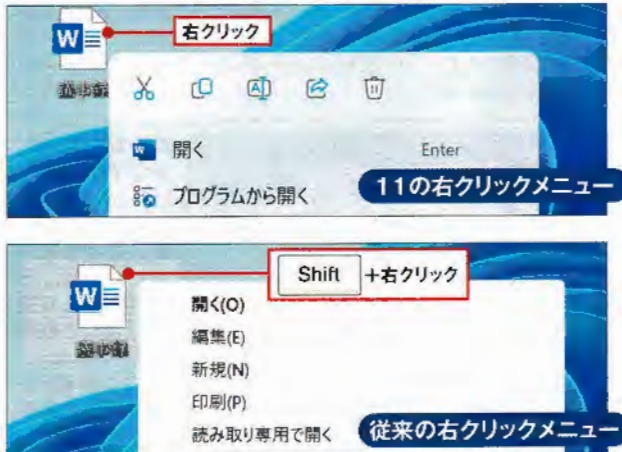 右クリック
W
開く Enter
プログラムから開く
11の右クリックメニュー
Shift +右クリック
W
開く(O)
編集(E)
新規(N)
印刷(P)
読み取り専用で開く
従来の右クリックメニュー